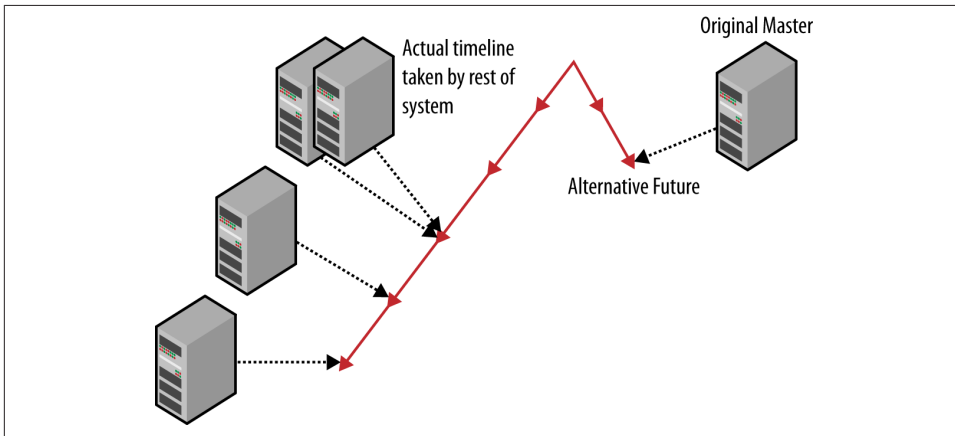 Actual timeline
taken by rest of
system
Original Master
Alternative Future